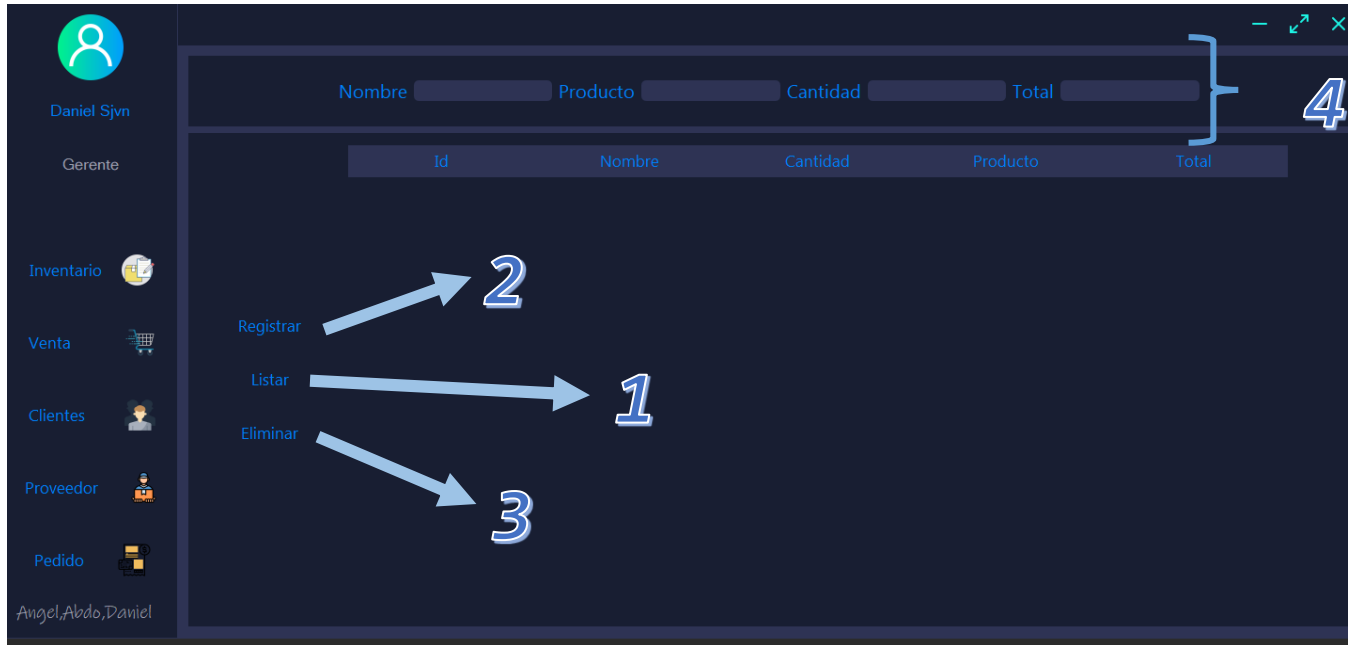 Daniel Sjvn
Gerente
Inventario
Venta
Clientes
Proveedor
Pedido
Angel,Abdo,Daniel
Nombre Producto Cantidad Total
4
Id Nombre Cantidad Producto Total
2
Registrar
Listar
1
Eliminar
3